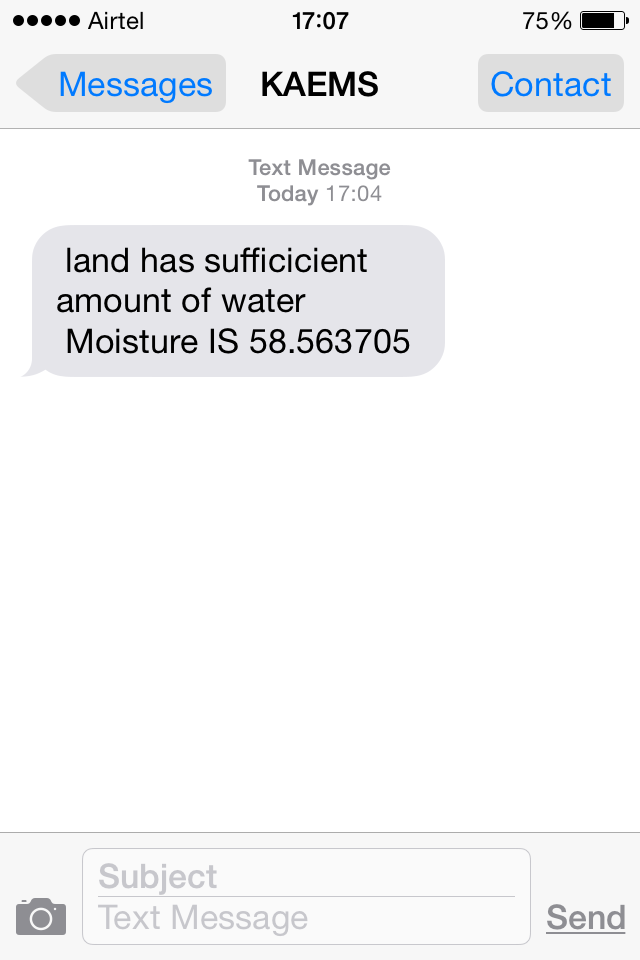 Airtel 17:07 75%
Messages KAEMS Contact
Text Message
Today 17:04
land has sufficicient
amount of water
Moisture IS 58.563705
Subject
Text Message
Send